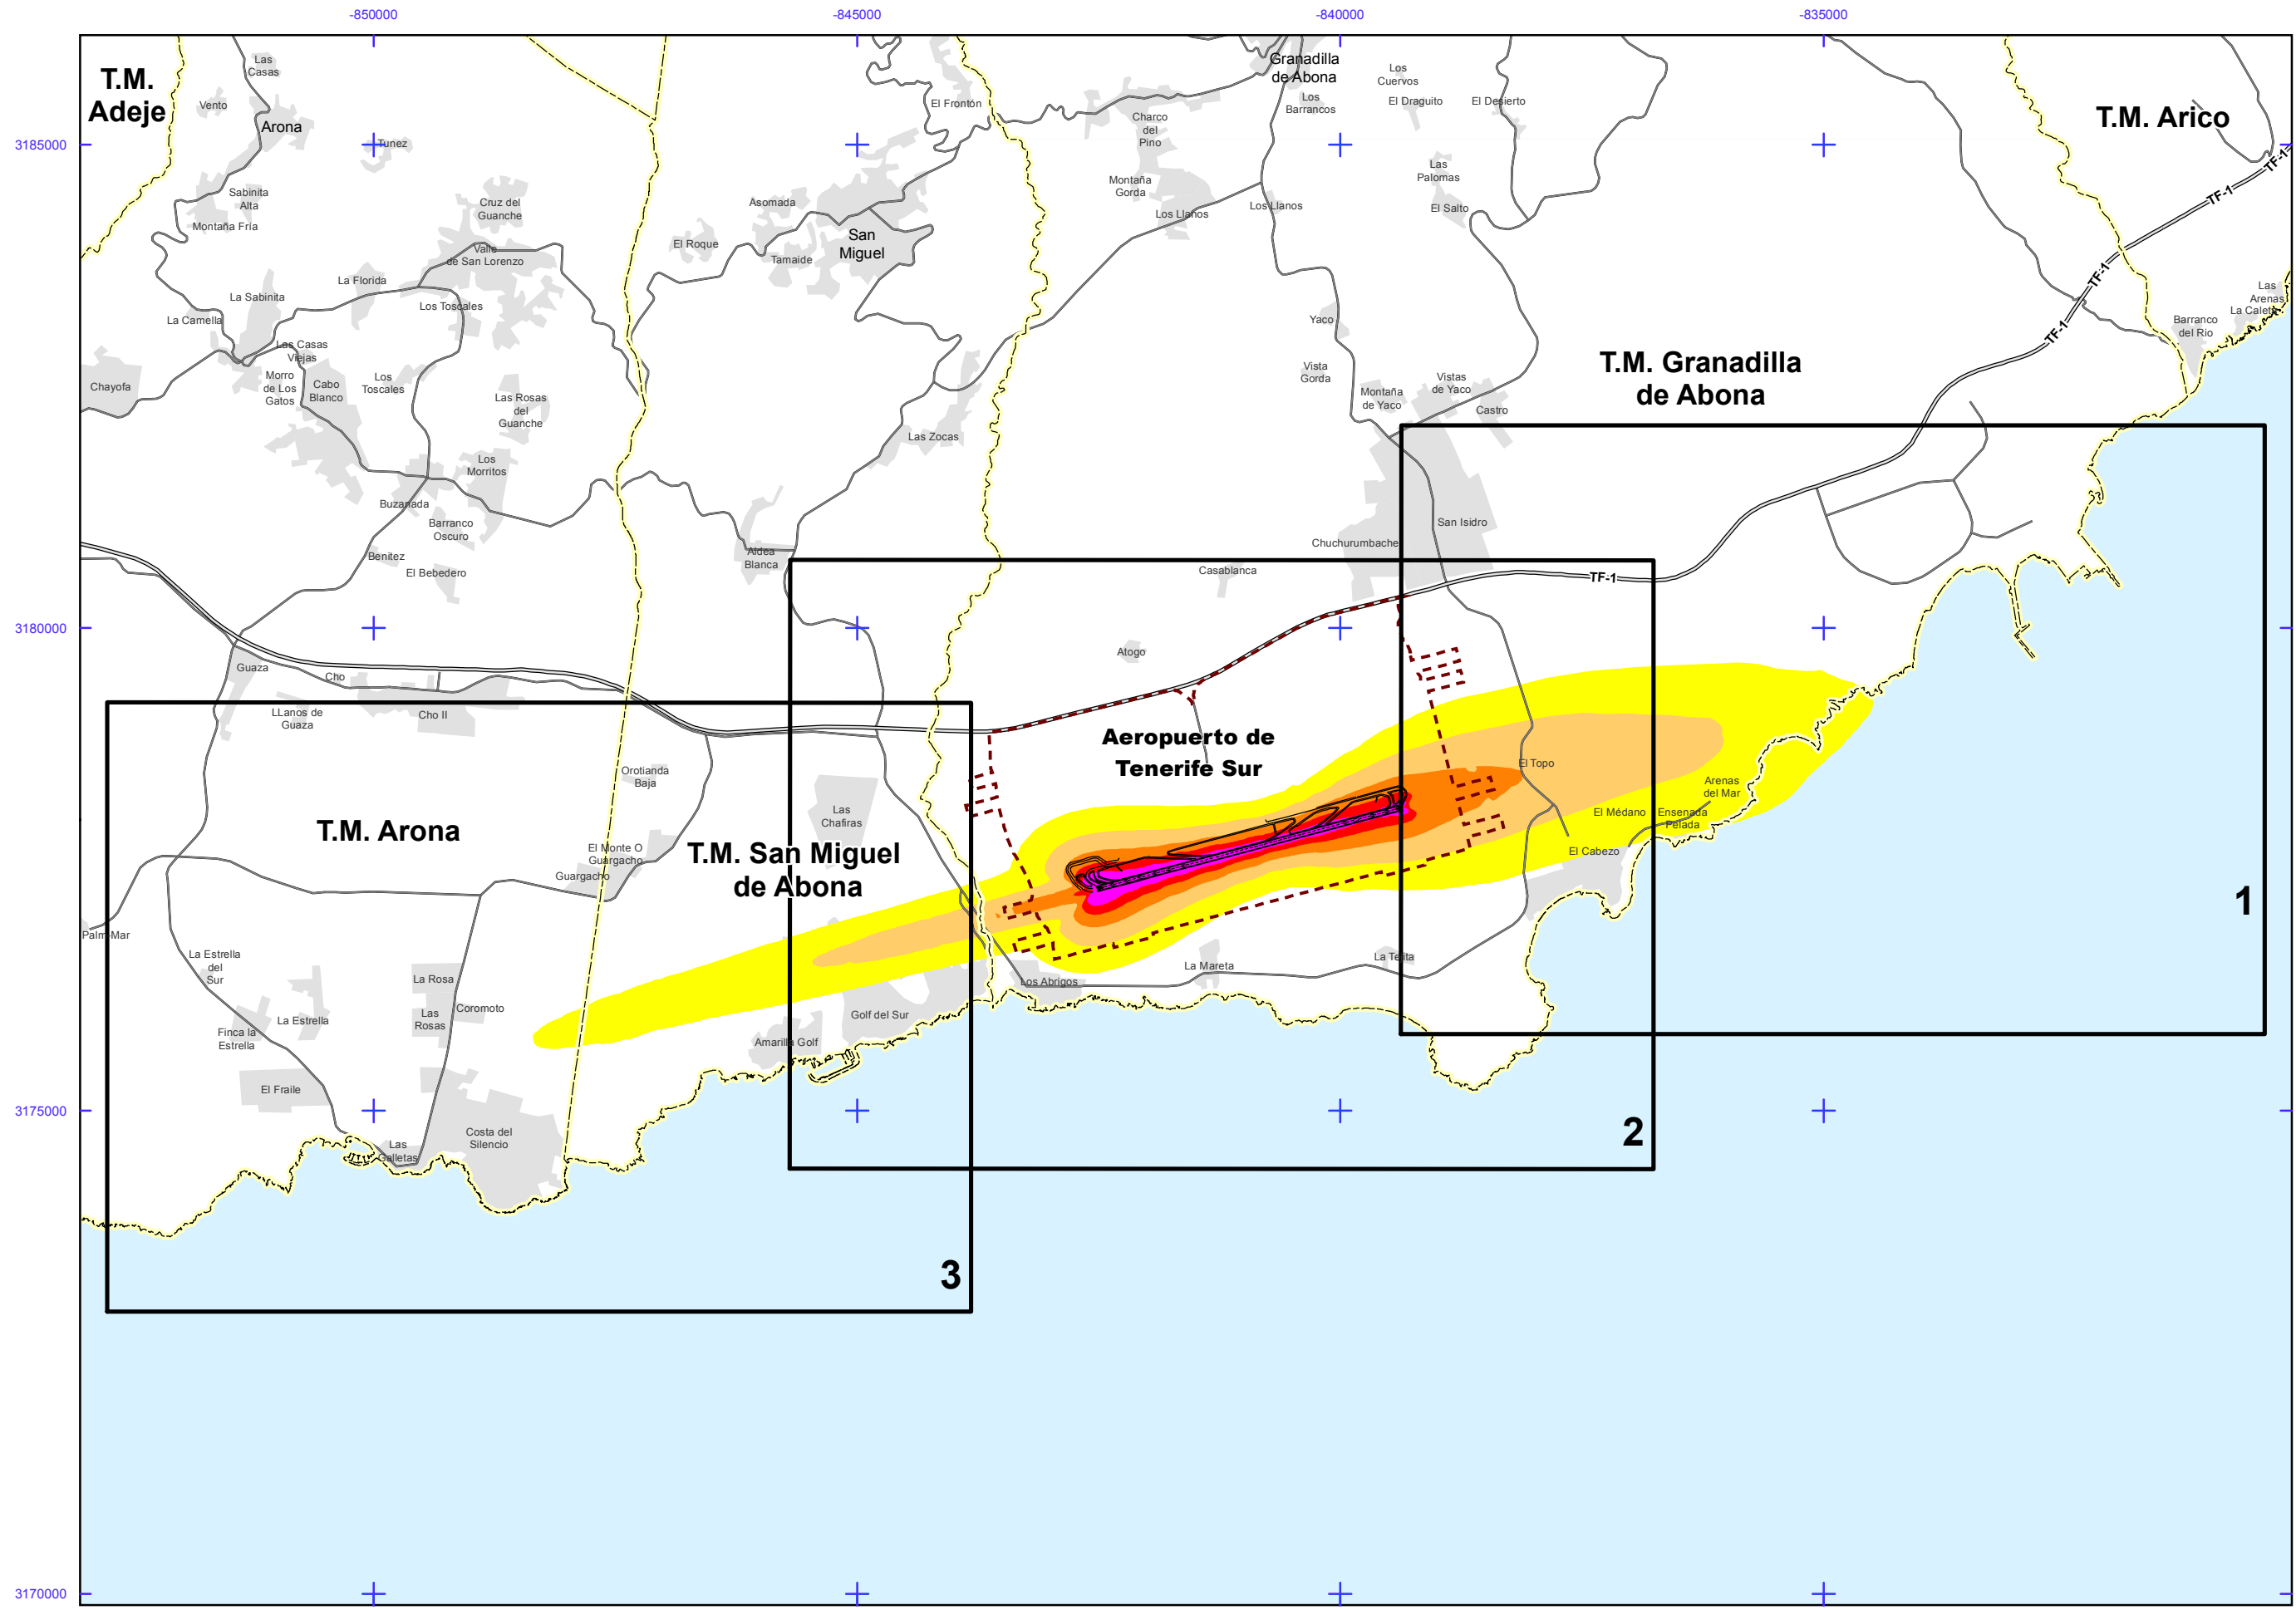 -850000
-845000
-840000
-835000
T.M.
Adeje
Las
Casas
Vento
Arona
Tunez
El Frontón
Granadilla
de Abona
Los
Barrancos
Los
Cuervos
El Draguito
El Desierto
T.M. Arico
Charco
del
Pino
3185000
TF-1
Sabinita
Alta
Montaña Fría
Cruz del
Guanche
Asomada
Montaña
Gorda
Los Llanos
Los Llanos
Las
Palomas
El Salto
TF-1
Valle
de San Lorenzo
El Roque
San
Miguel
Tamaide
La Florida
La Sabinita
Los Toscales
La Camella
TF-1
Las
Arenas
La Caleta
Barranco
del Rio
Yaco
TF-1
Las Casas
Viejas
Chayofa
Morro
de Los
Gatos
Cabo
Blanco
Los
Toscales
Las Rosas
del
Guanche
Vista
Gorda
Montaña
de Yaco
Vistas
de Yaco
Castro
T.M. Granadilla
de Abona
Las Zocas
Los
Morritos
Buzanada
Barranco
Oscuro
Benitez
El Bebedero
Aldea
Blanca
San Isidro
Chuchurumbache
Casablanca
TF-1
3180000
Guaza
Cho
LLanos de
Guaza
Cho II
Atogo
Aeropuerto de
Tenerife Sur
Orotianda
Baja
El Topo
Arenas
del Mar
Las
Chafiras
T.M. Arona
El Médano
Ensenada
Pelada
El Monte O
Guargacho
Guargacho
T.M. San Miguel
de Abona
El Cabezo
1
Palm-Mar
La Estrella
del
Sur
La Rosa
Coromoto
Las
Rosas
La Estrella
Finca la
Estrella
Los Abrigos
La Mareta
La Tejita
Golf del Sur
Amarilla Golf
El Fraile
3175000
Costa del
Silencio
Las
Galletas
2
3
3170000